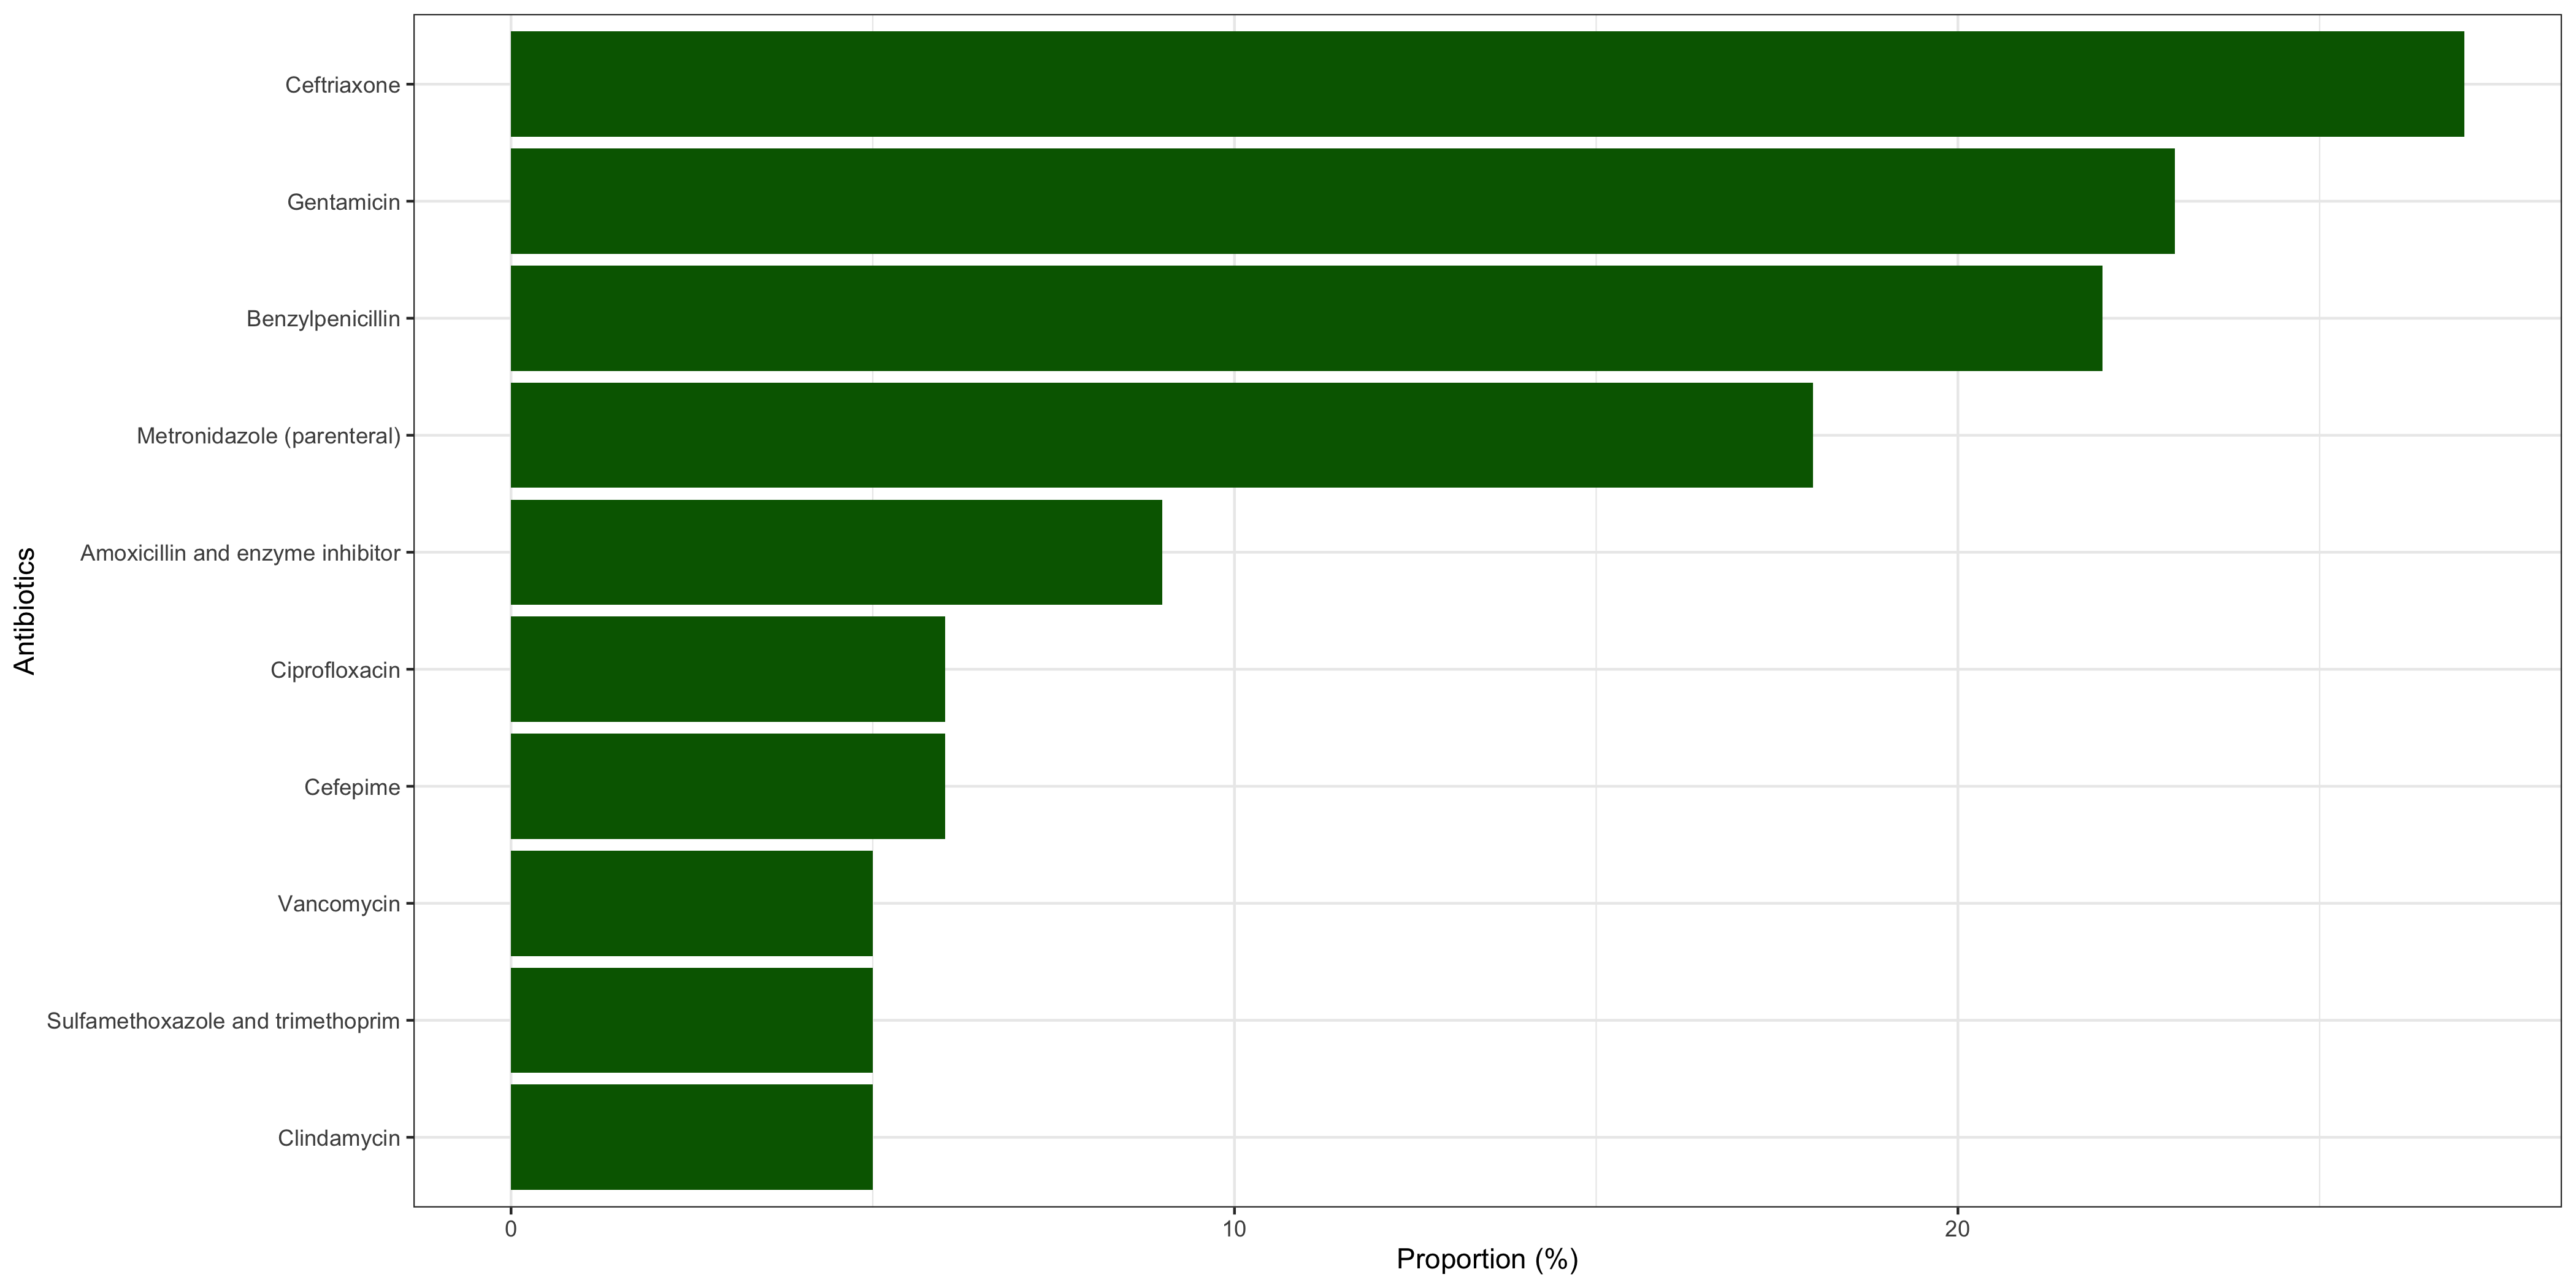 Ceftriaxone
Gentamicin
Benzylpenicillin
Metronidazole (parenteral)
Amoxicillin and enzyme inhibitor
Ciprofloxacin
Cefepime
Vancomycin
Sulfamethoxazole and trimethoprim
Clindamycin
Antibiotics
0 10 20
Proportion (%)